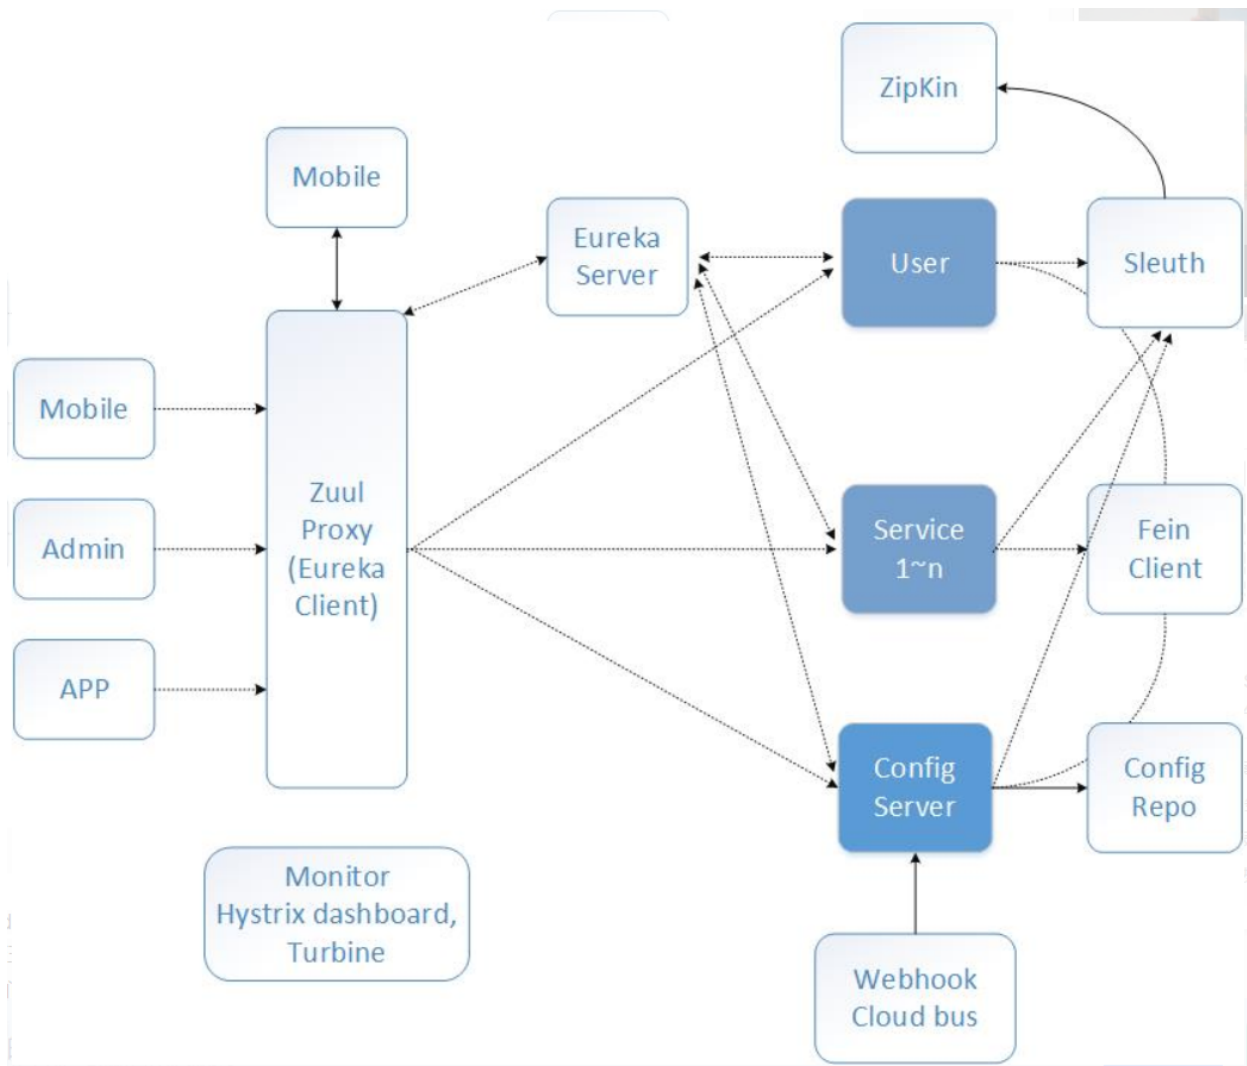 ZipKin
Mobile
Eureka
Server
User
Sleuth
Mobile
Zuul
Proxy
(Eureka
Client)
Service
1~n
Fein
Client
Admin
APP
Config
Server
Config
Repo
Monitor
Hystrix dashboard,
Turbine
Webhook
Cloud bus